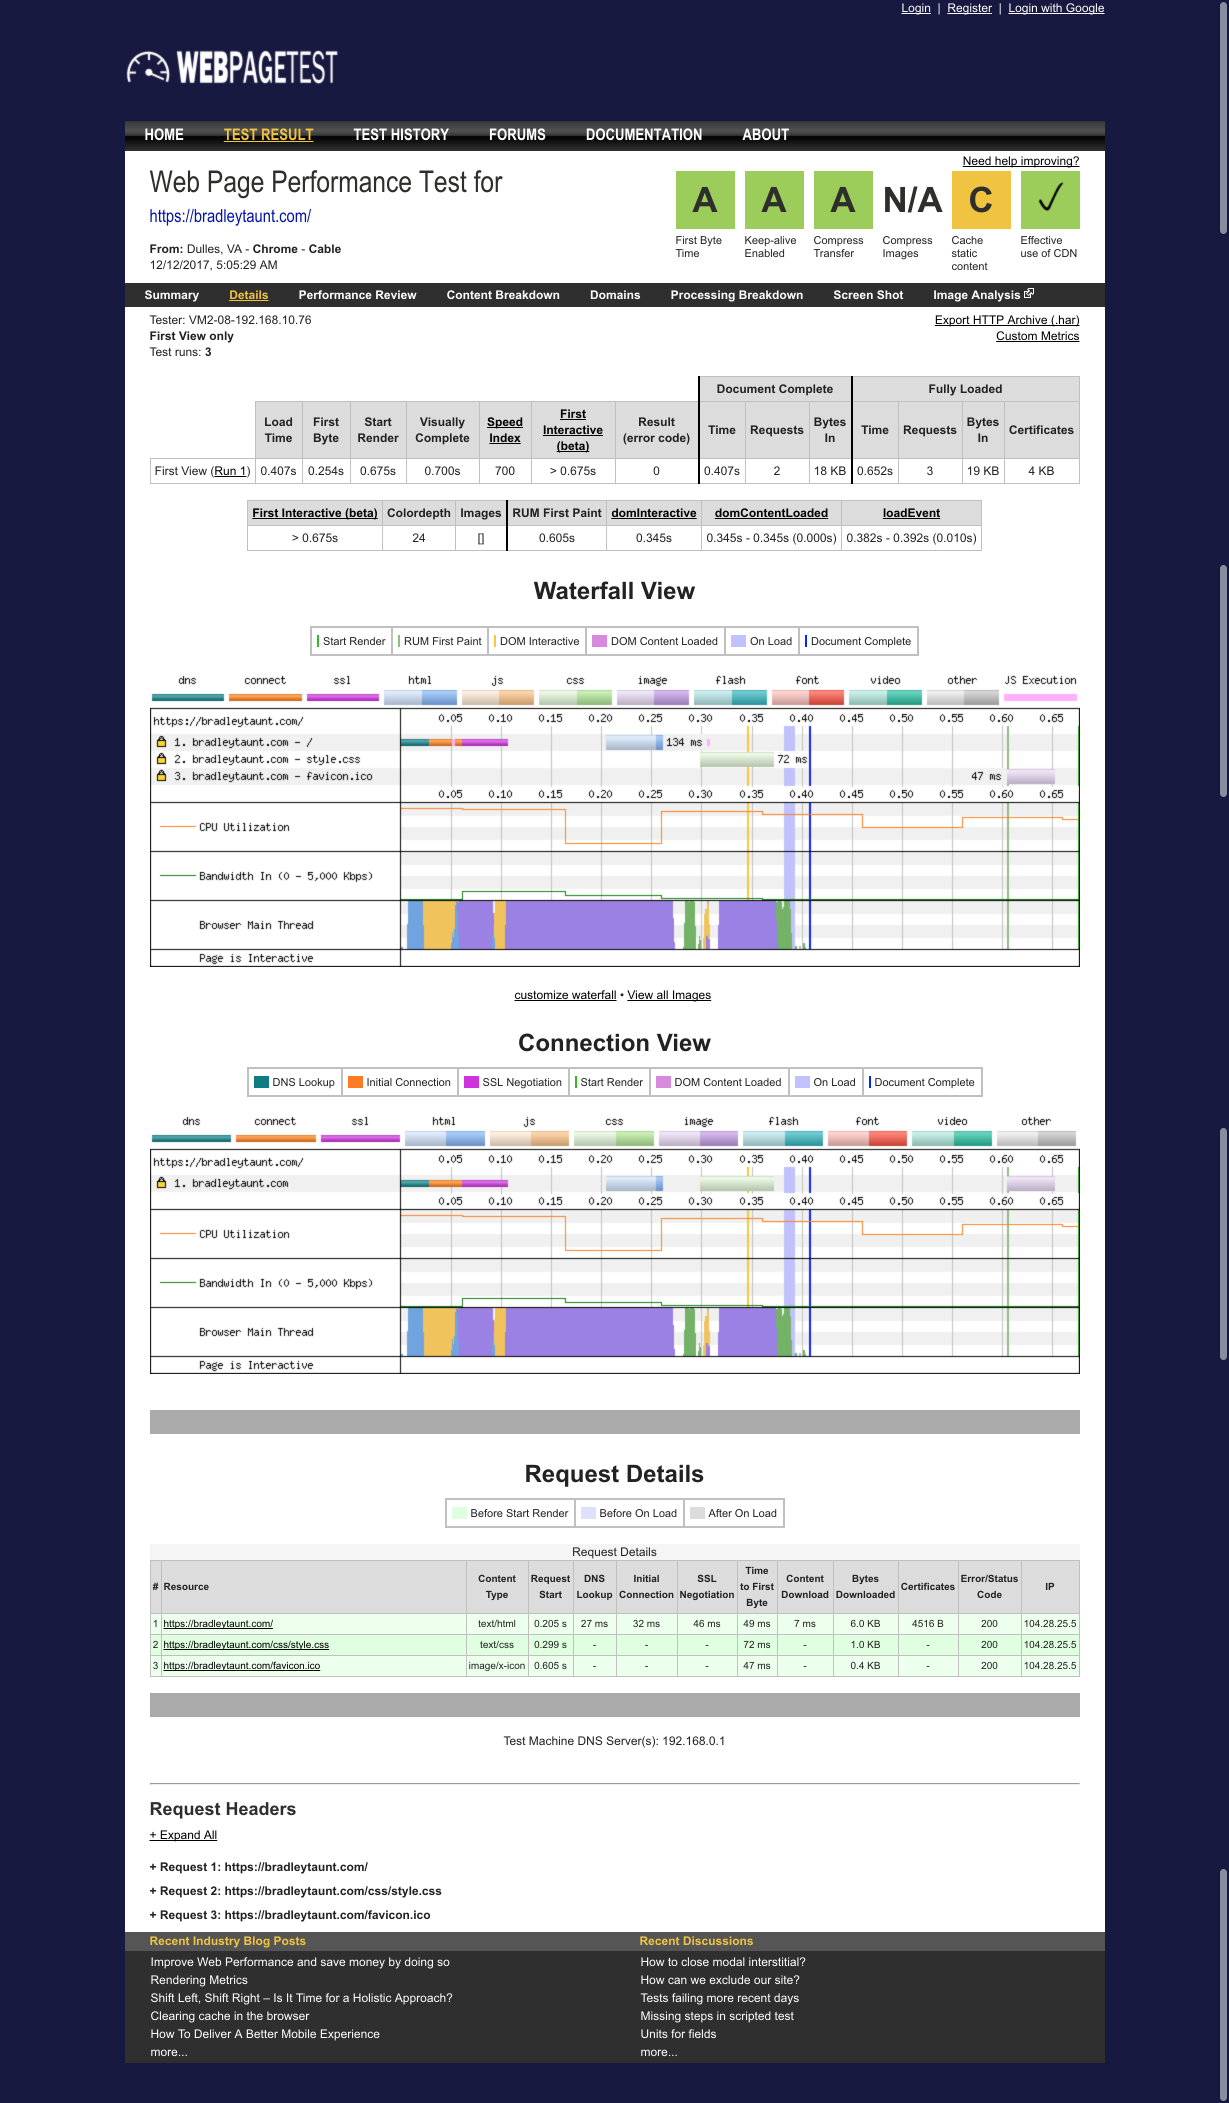 Login | Register | Login with Google
WEBPAGETEST
HOME TEST RESULT TEST HISTORY FORUMS DOCUMENTATION ABOUT
Need help improving?
Web Page Performance Test for
https://bradleytaunt.com/
From: Dulles, VA - Chrome - Cable
12/12/2017, 5:05:29 AM
A A A N/A C ✓
First Byte Time
Keep-alive Enabled
Compress Transfer
Compress Images
Cache static content
Effective use of CDN
Summary Details Performance Review Content Breakdown Domains Processing Breakdown Screen Shot Image Analysis
Tester: VM2-08-192.168.10.76
First View only
Test runs: 3
Export HTTP Archive (.har)
Custom Metrics
Document Complete Fully Loaded
Load Time First Byte Start Render Visually Complete Speed Index First Interactive (beta) Result (error code) Time Requests Bytes In Time Requests Bytes In Certificates
First View (Run 1) 0.407s 0.254s 0.675s 0.700s 700 > 0.675s 0 0.407s 2 18 KB 0.652s 3 19 KB 4 KB
First Interactive (beta) Colordepth Images RUM First Paint domInteractive domContentLoaded loadEvent
> 0.675s 24 [] 0.605s 0.345s 0.345s - 0.345s (0.000s) 0.382s - 0.392s (0.010s)
Waterfall View
Start Render RUM First Paint DOM Interactive DOM Content Loaded On Load Document Complete
dns connect ssl html js css image flash font video other JS Execution
https://bradleytaunt.com/ 0.05 0.10 0.15 0.20 0.25 0.30 0.35 0.40 0.45 0.50 0.55 0.60 0.65
1. bradleytaunt.com - / 134 ms
2. bradleytaunt.com - style.css 72 ms
3. bradleytaunt.com - favicon.ico 47 ms
0.05 0.10 0.15 0.20 0.25 0.30 0.35 0.40 0.45 0.50 0.55 0.60 0.65
CPU Utilization
Bandwidth In (0 - 5,000 Kbps)
Browser Main Thread
Page is Interactive
customize waterfall • View all Images
Connection View
DNS Lookup Initial Connection SSL Negotiation Start Render DOM Content Loaded On Load Document Complete
dns connect ssl html js css image flash font video other
https://bradleytaunt.com/ 0.05 0.10 0.15 0.20 0.25 0.30 0.35 0.40 0.45 0.50 0.55 0.60 0.65
1. bradleytaunt.com
0.05 0.10 0.15 0.20 0.25 0.30 0.35 0.40 0.45 0.50 0.55 0.60 0.65
CPU Utilization
Bandwidth In (0 - 5,000 Kbps)
Browser Main Thread
Page is Interactive
Request Details
Before Start Render Before On Load After On Load
Request Details
# Resource Content Type Request Start DNS Lookup Initial Connection SSL Negotiation Time to First Byte Content Download Bytes Downloaded Certificates Error/Status Code IP
1 https://bradleytaunt.com/ text/html 0.205 s 27 ms 32 ms 46 ms 49 ms 7 ms 6.0 KB 4516 B 200 104.28.25.5
2 https://bradleytaunt.com/css/style.css text/css 0.299 s - - - 72 ms - 1.0 KB - 200 104.28.25.5
3 https://bradleytaunt.com/favicon.ico image/x-icon 0.605 s - - - 47 ms - 0.4 KB - 200 104.28.25.5
Test Machine DNS Server(s): 192.168.0.1
Request Headers
+ Expand All
+ Request 1: https://bradleytaunt.com/
+ Request 2: https://bradleytaunt.com/css/style.css
+ Request 3: https://bradleytaunt.com/favicon.ico
Recent Industry Blog Posts
Improve Web Performance and save money by doing so
Rendering Metrics
Shift Left, Shift Right – Is It Time for a Holistic Approach?
Clearing cache in the browser
How To Deliver A Better Mobile Experience
more...
Recent Discussions
How to close modal interstitial?
How can we exclude our site?
Tests failing more recent days
Missing steps in scripted test
Units for fields
more...